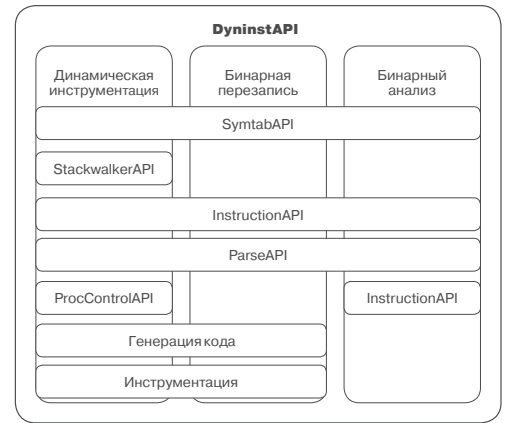 DyninstAPI
Динамическая
инструментация
Бинарная
перезапись
Бинарный
анализ
SymtabAPI
StackwalkerAPI
InstructionAPI
ParseAPI
ProcControlAPI
InstructionAPI
Генерация кода
Инструментация